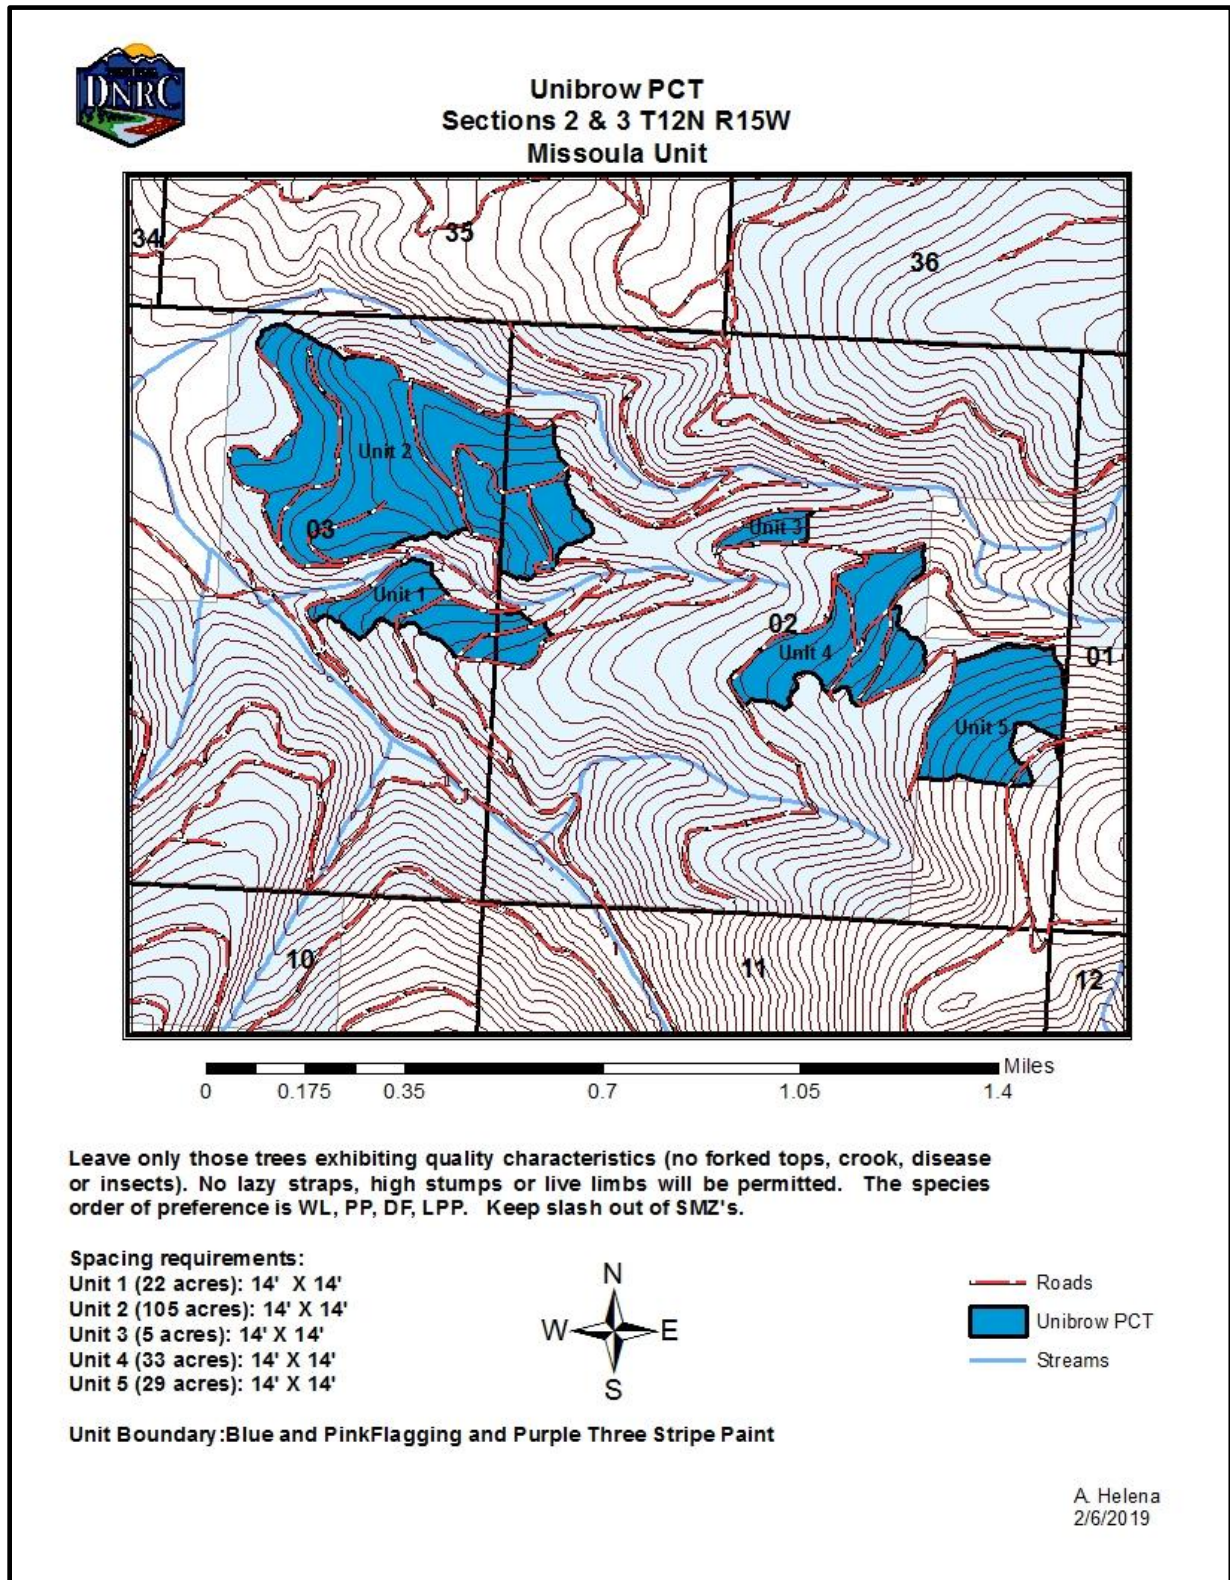 DNRC
Unibrow PCT
Sections 2 & 3 T12N R15W
Missoula Unit
34
35
36
Unit 2
03
Unit 3
Unit 1
02
Unit 4
01
Unit 5
10
11
12
Miles
0 0.175 0.35 0.7 1.05 1.4
Leave only those trees exhibiting quality characteristics (no forked tops, crook, disease
or insects). No lazy straps, high stumps or live limbs will be permitted. The species
order of preference is WL, PP, DF, LPP. Keep slash out of SMZ's.
Spacing requirements:
Unit 1 (22 acres): 14' X 14'
Unit 2 (105 acres): 14' X 14'
Unit 3 (5 acres): 14' X 14'
Unit 4 (33 acres): 14' X 14'
Unit 5 (29 acres): 14' X 14'
N
W E
S
Roads
Unibrow PCT
Streams
Unit Boundary:Blue and PinkFlagging and Purple Three Stripe Paint
A. Helena
2/6/2019